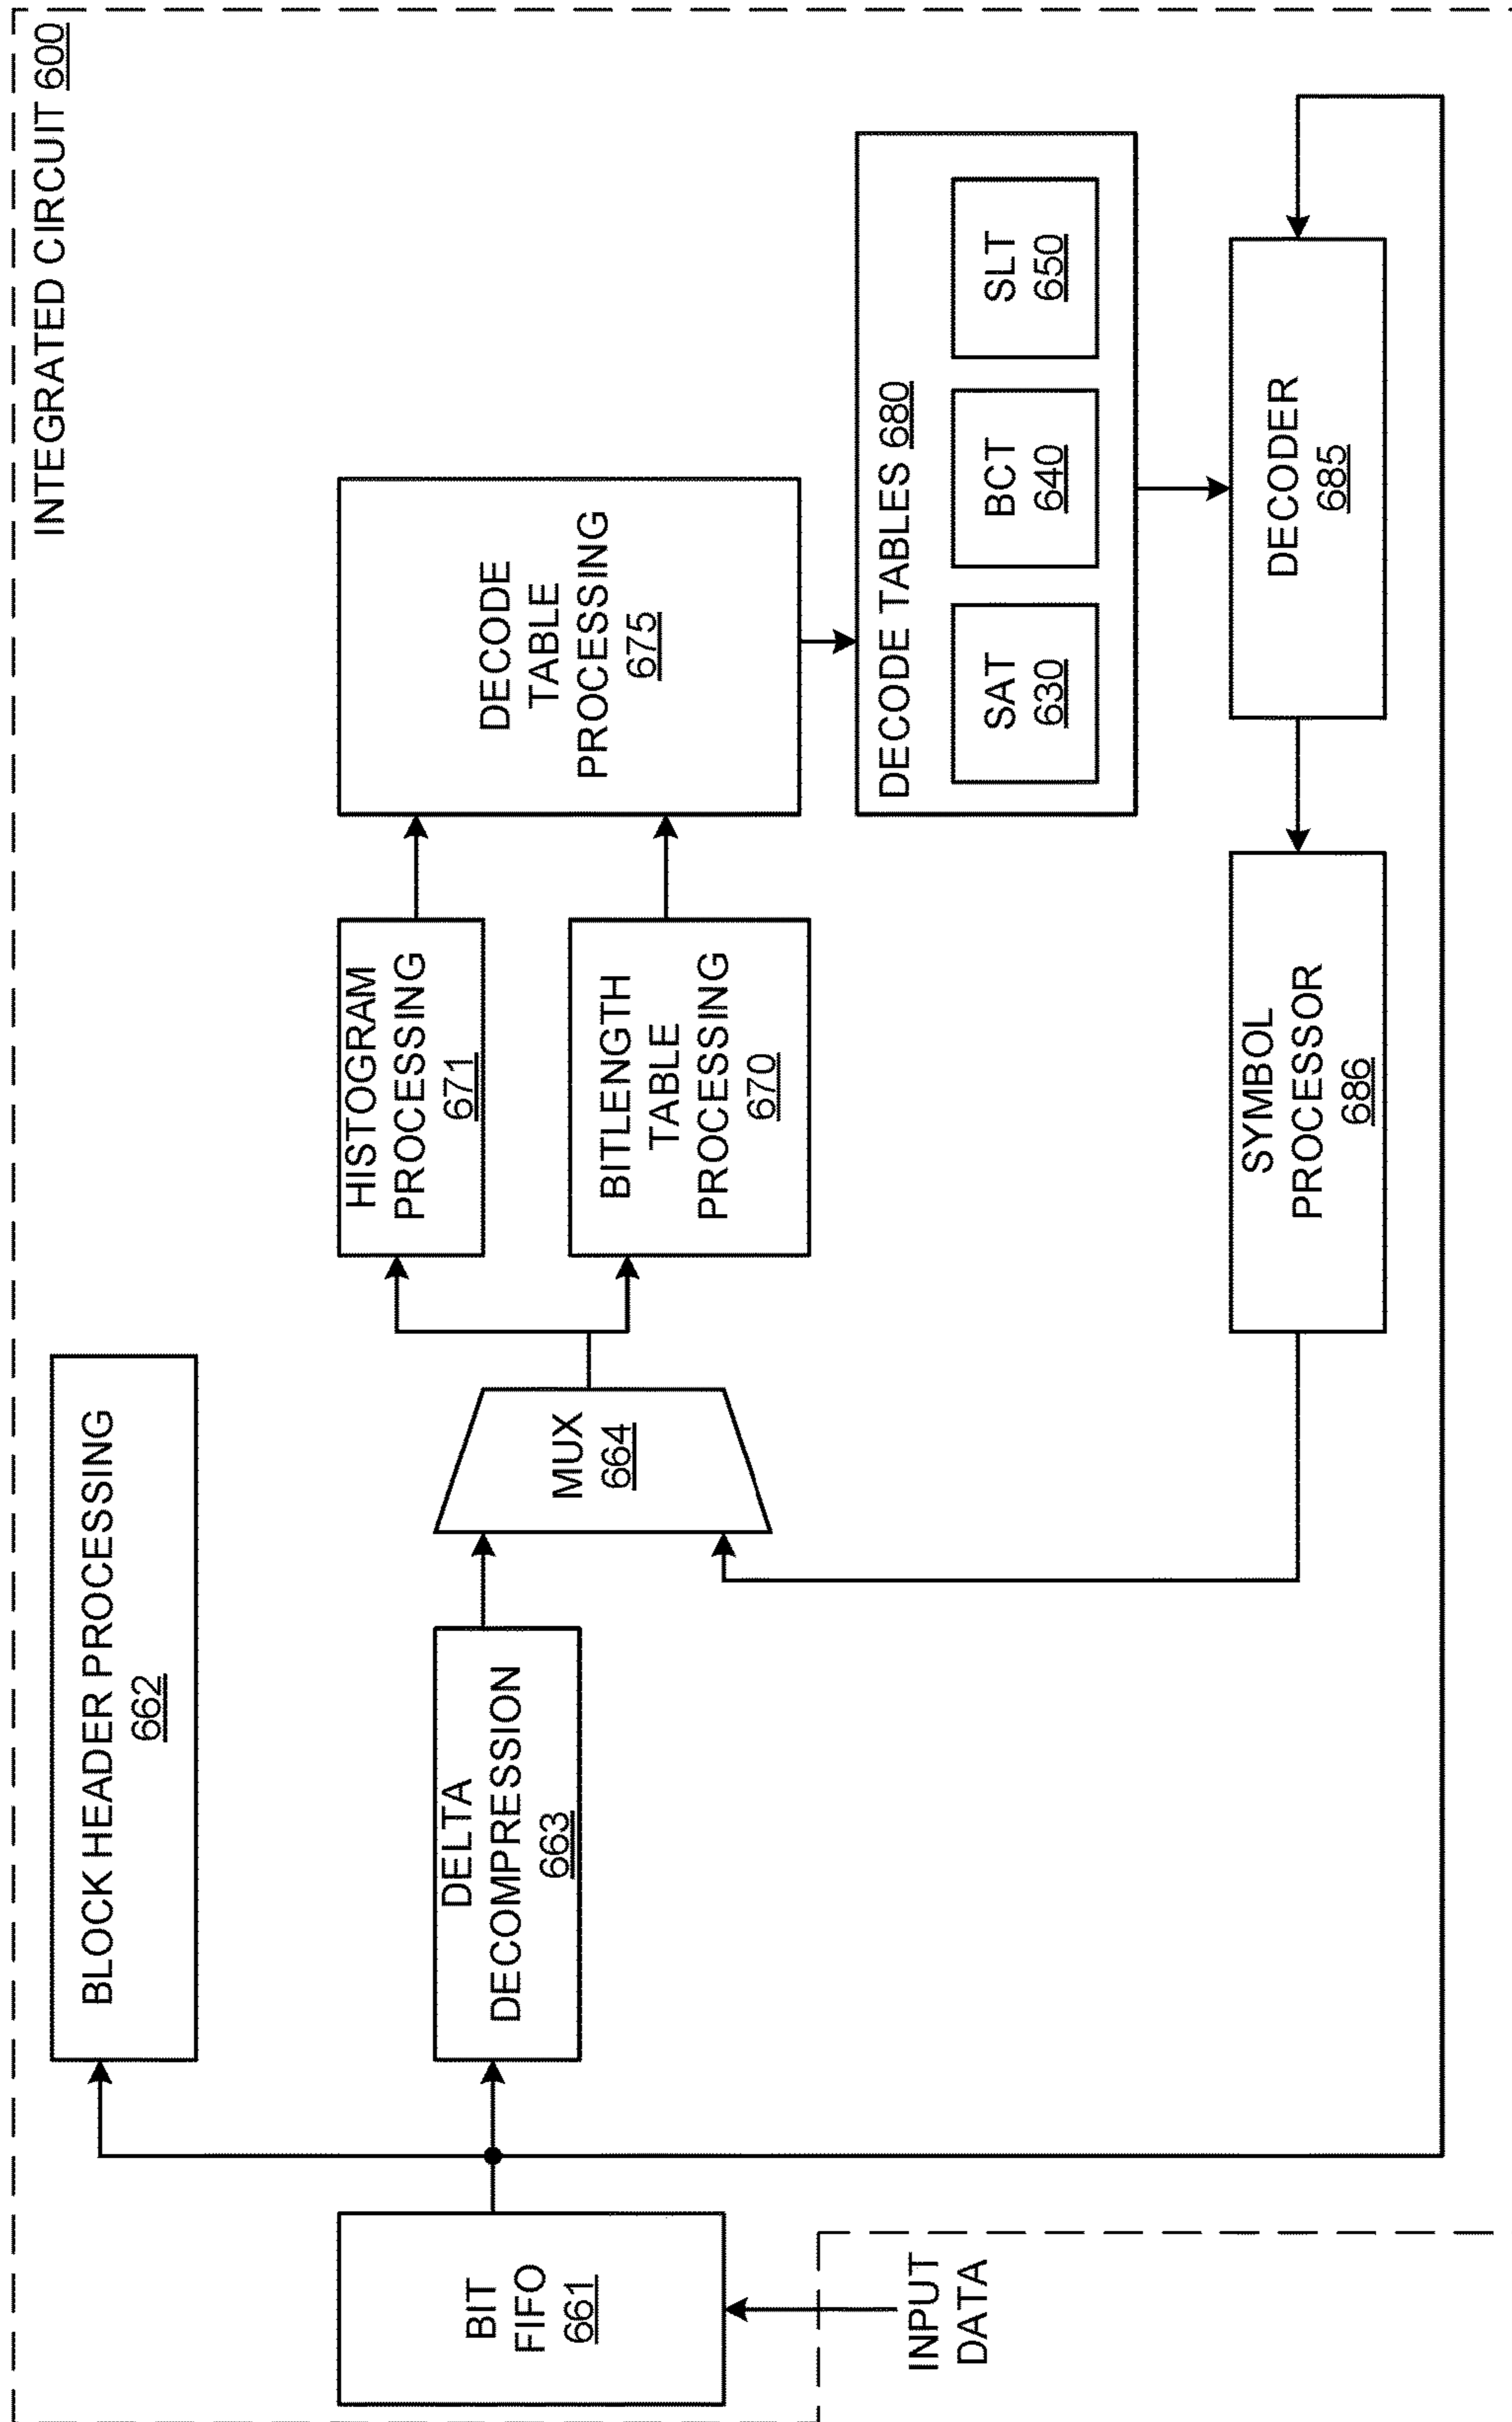 INTEGRATED CIRCUIT 600
BLOCK HEADER PROCESSING
662
BIT
FIFO
661
INPUT
DATA
DELTA
DECOMPRESSION
663
MUX
664
HISTOGRAM
PROCESSING
671
BITLENGTH
TABLE
PROCESSING
670
DECODE
TABLE
PROCESSING
675
DECODE TABLES 680
SAT
630
BCT
640
SLT
650
SYMBOL
PROCESSOR
686
DECODER
685